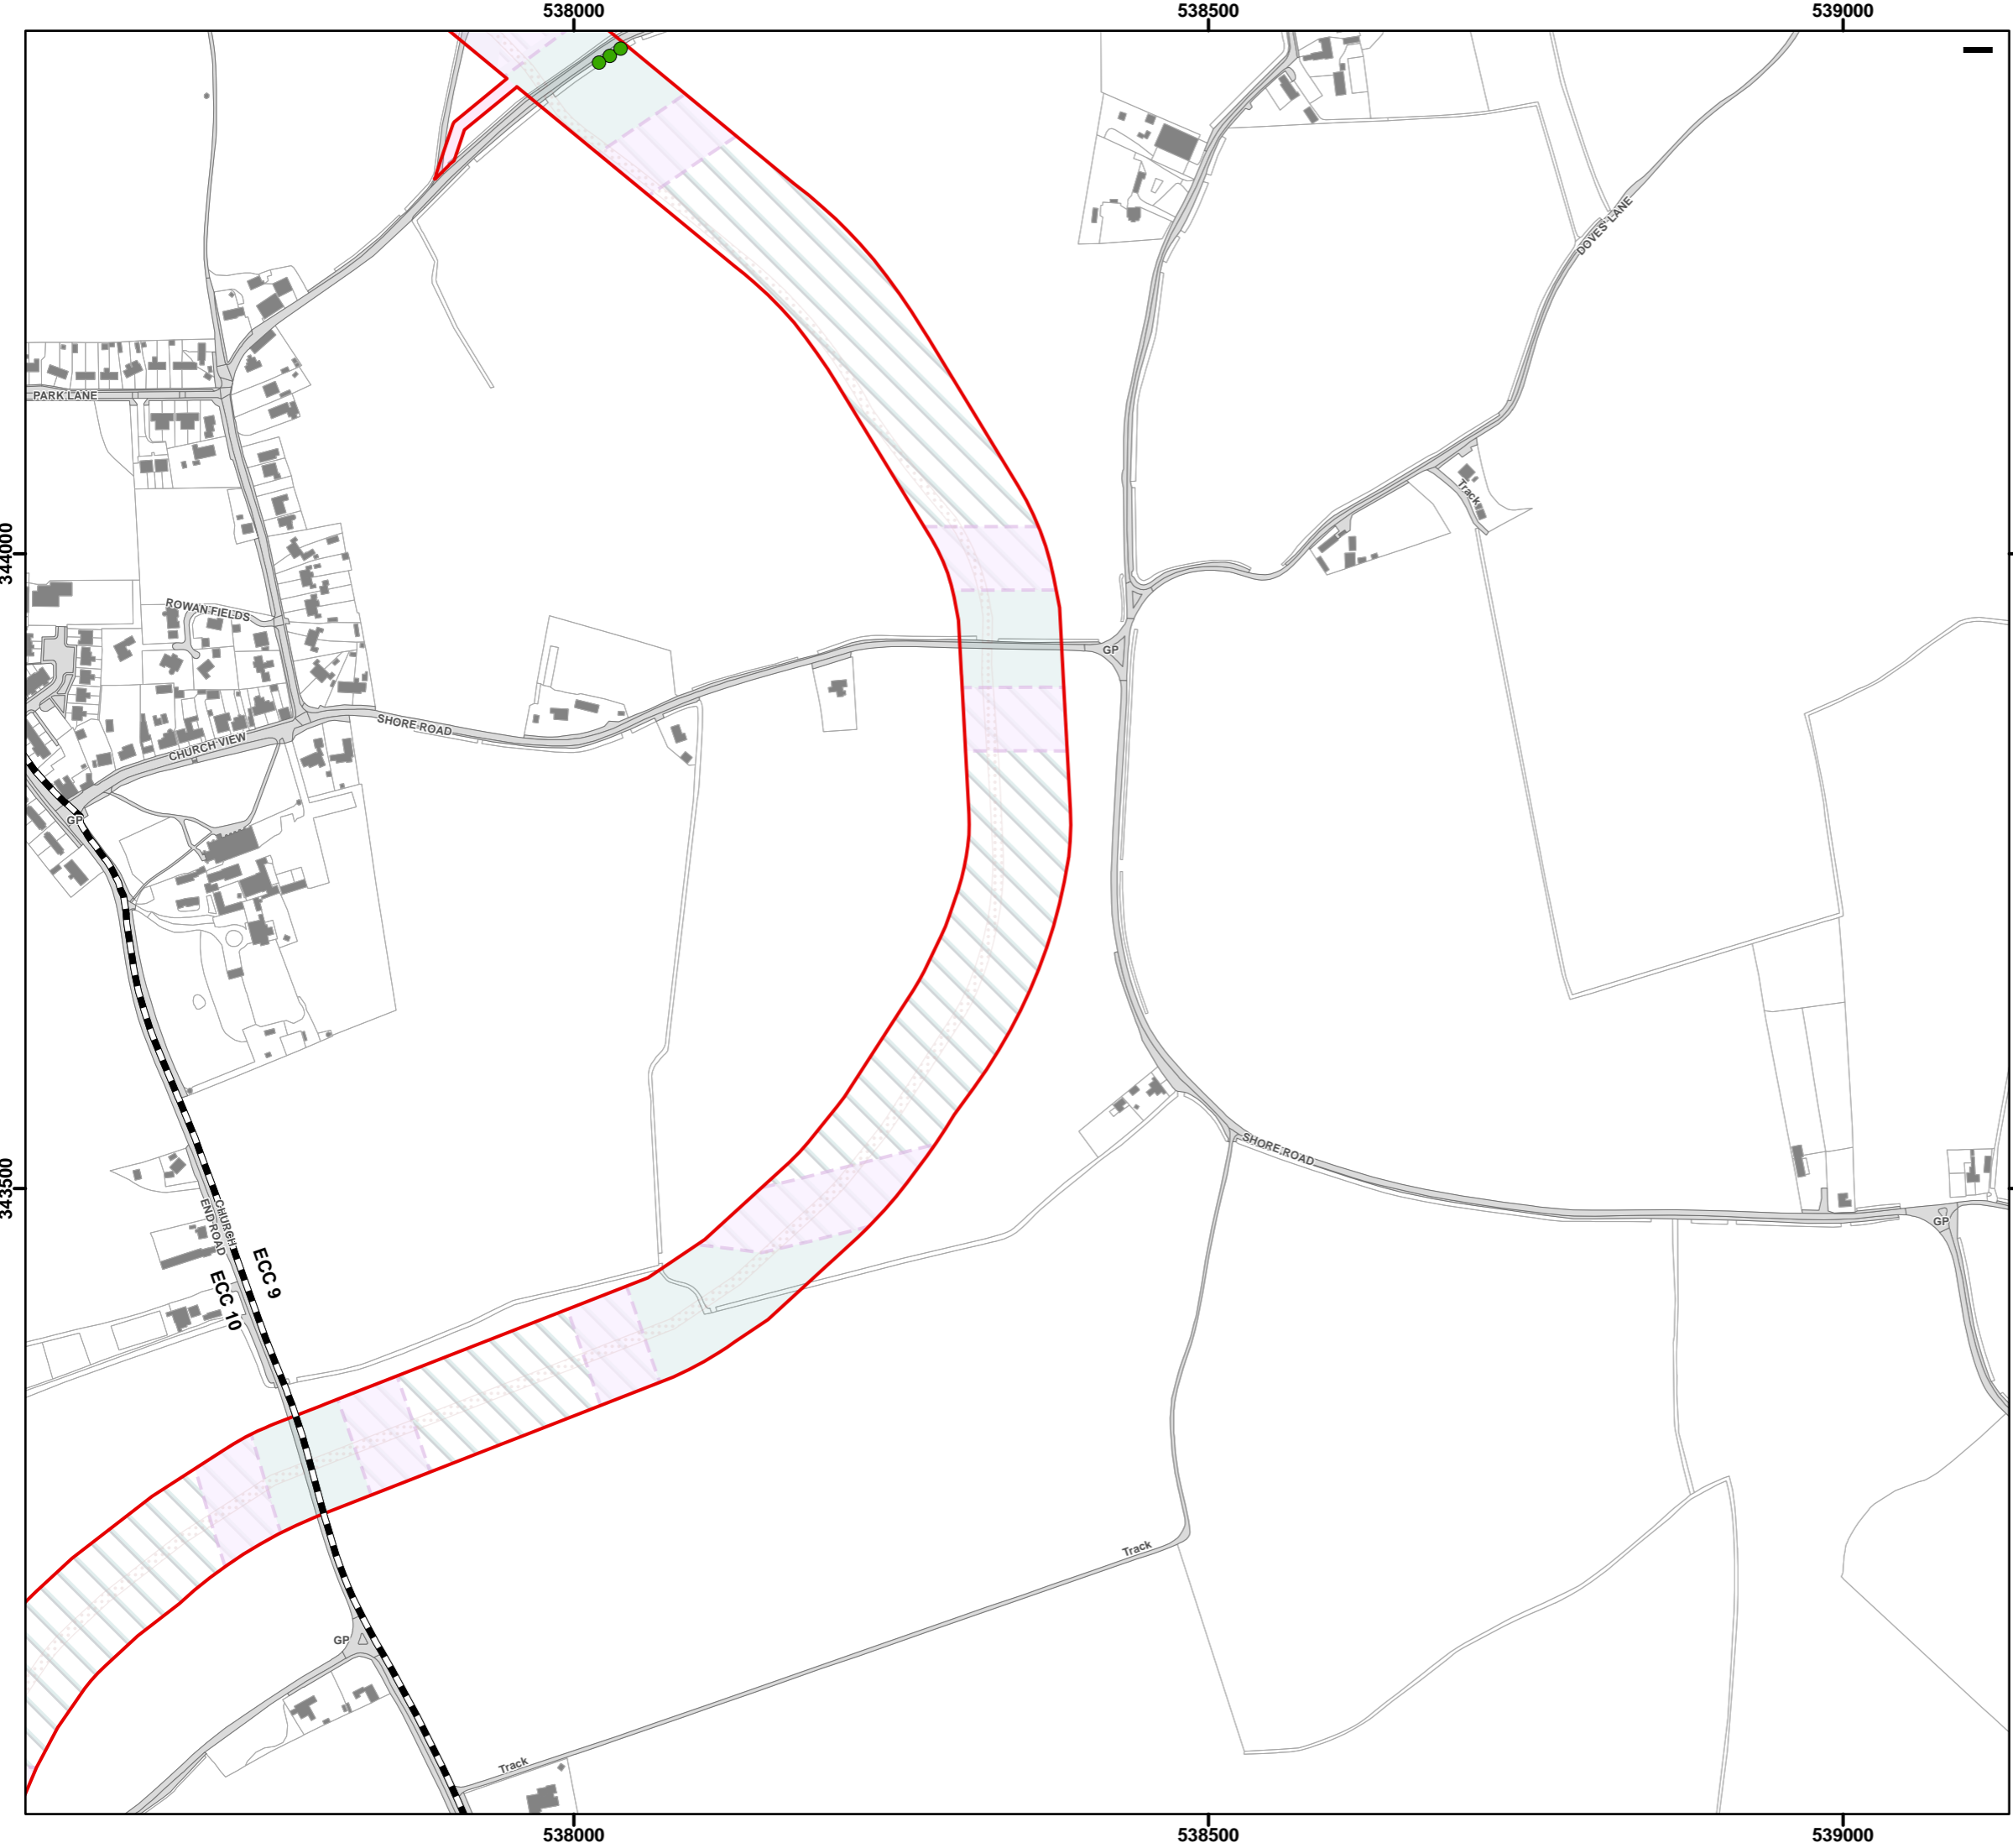 538000
538500
539000
DOVES LANE
PARK LANE
Track
344000
ROWAN FIELDS
GP
SHORE ROAD
CHURCH VIEW
GP
SHORE ROAD
343500
CHURCH
END ROAD
GP
ECC 9
ECC 10
Track
GP
Track
538000
538500
539000